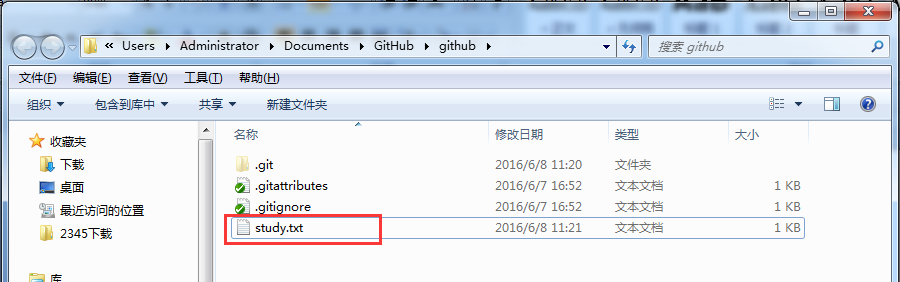 « Users ▸ Administrator ▸ Documents ▸ GitHub ▸ github ▸ 搜索 github
文件(F) 编辑(E) 查看(V) 工具(T) 帮助(H)
组织 包含到库中 共享 新建文件夹
名称 修改日期 类型 大小
收藏夹
下载
桌面
最近访问的位置
2345下载
库
.git 2016/6/8 11:20 文件夹
.gitattributes 2016/6/7 16:52 文本文档 1 KB
.gitignore 2016/6/7 16:52 文本文档 1 KB
study.txt 2016/6/8 11:21 文本文档 1 KB